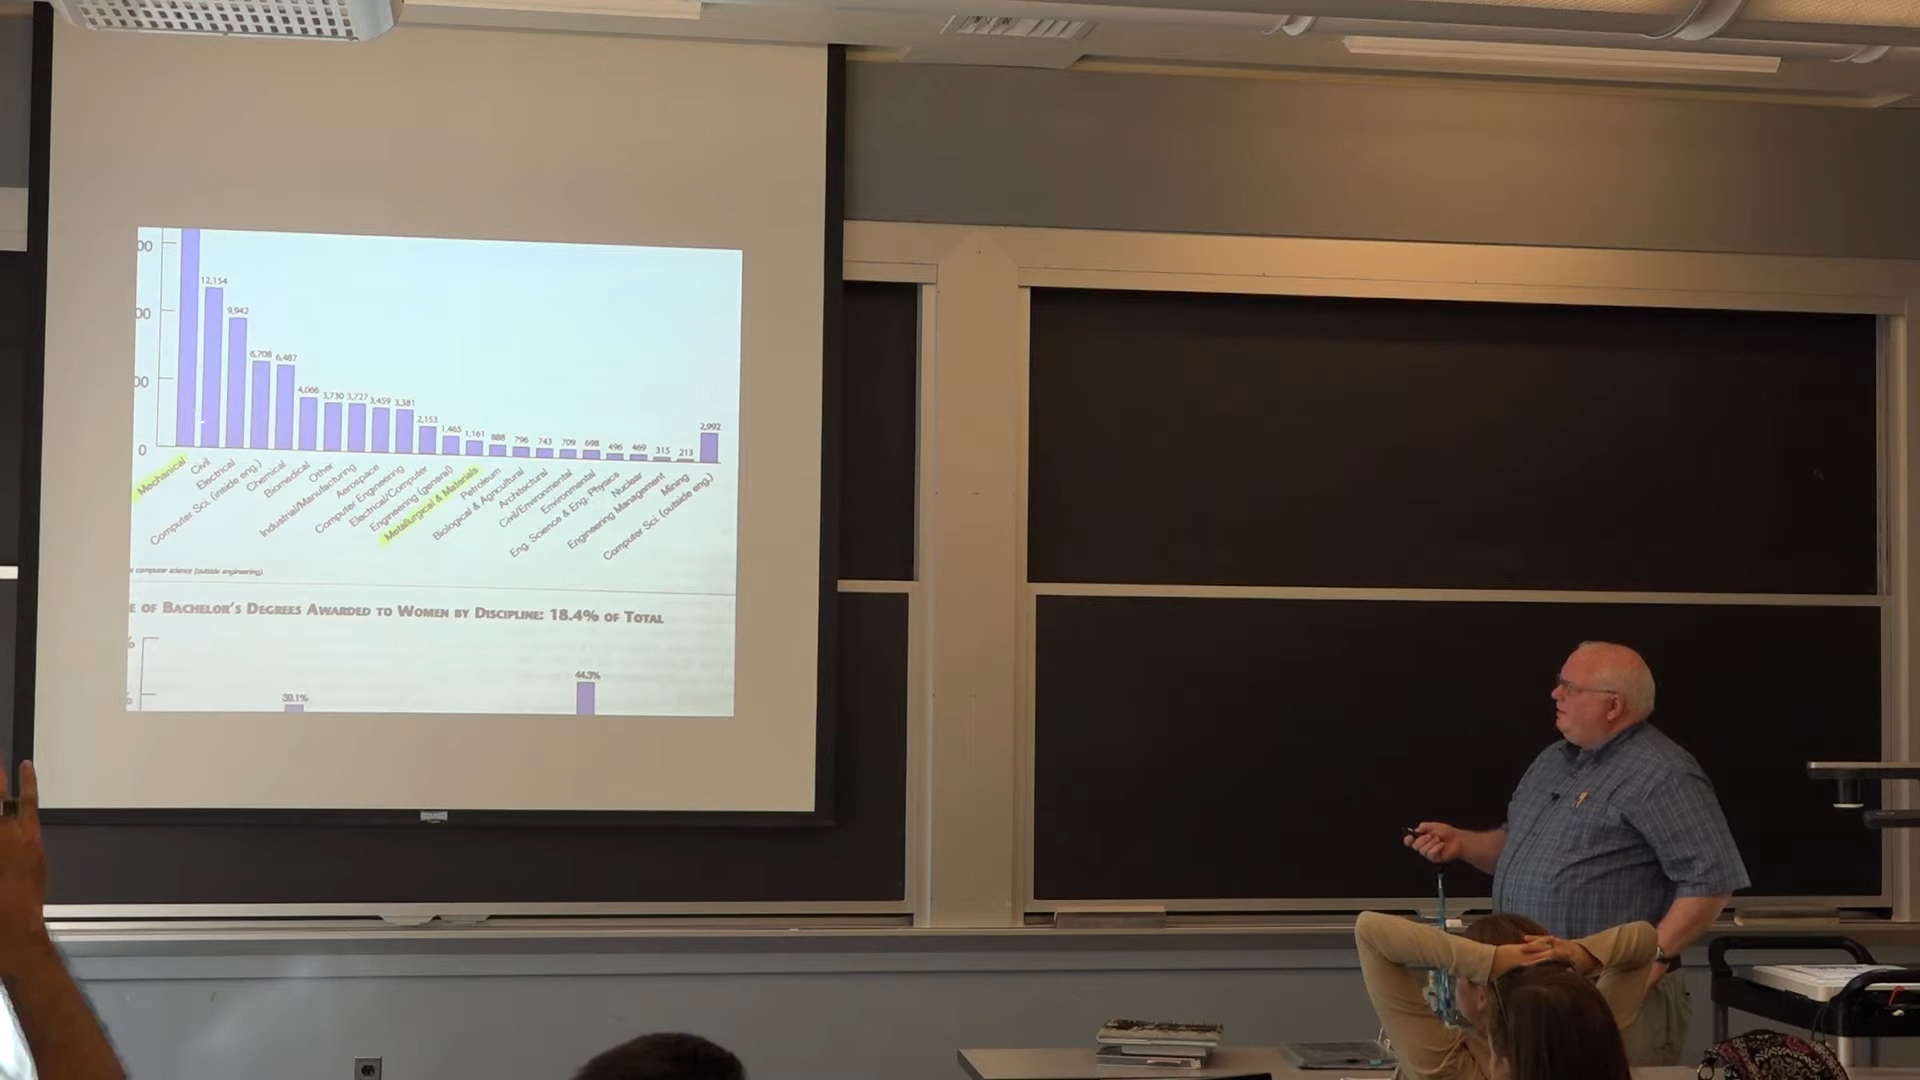 00
12,154
9,942
00
6,708 6,487
00
4,066
3,730 3,727 3,459 3,381
2,153
1,465
1,161
888
796
743
709
698
496
469
315
213
2,992
0
Mechanical
Civil
Electrical
Computer Sci. (inside eng.)
Chemical
Biomedical
Other
Industrial/Manufacturing
Aerospace
Computer Engineering
Electrical/Computer
Engineering (general)
Metallurgical & Materials
Petroleum
Biological & Agricultural
Architectural
Civil/Environmental
Environmental
Eng. Science & Eng. Physics
Nuclear
Engineering Management
Mining
Computer Sci. (outside eng.)
computer science (outside engineering).
E OF BACHELOR'S DEGREES AWARDED TO WOMEN BY DISCIPLINE: 18.4% OF TOTAL
%
44.3%
39.1%
%